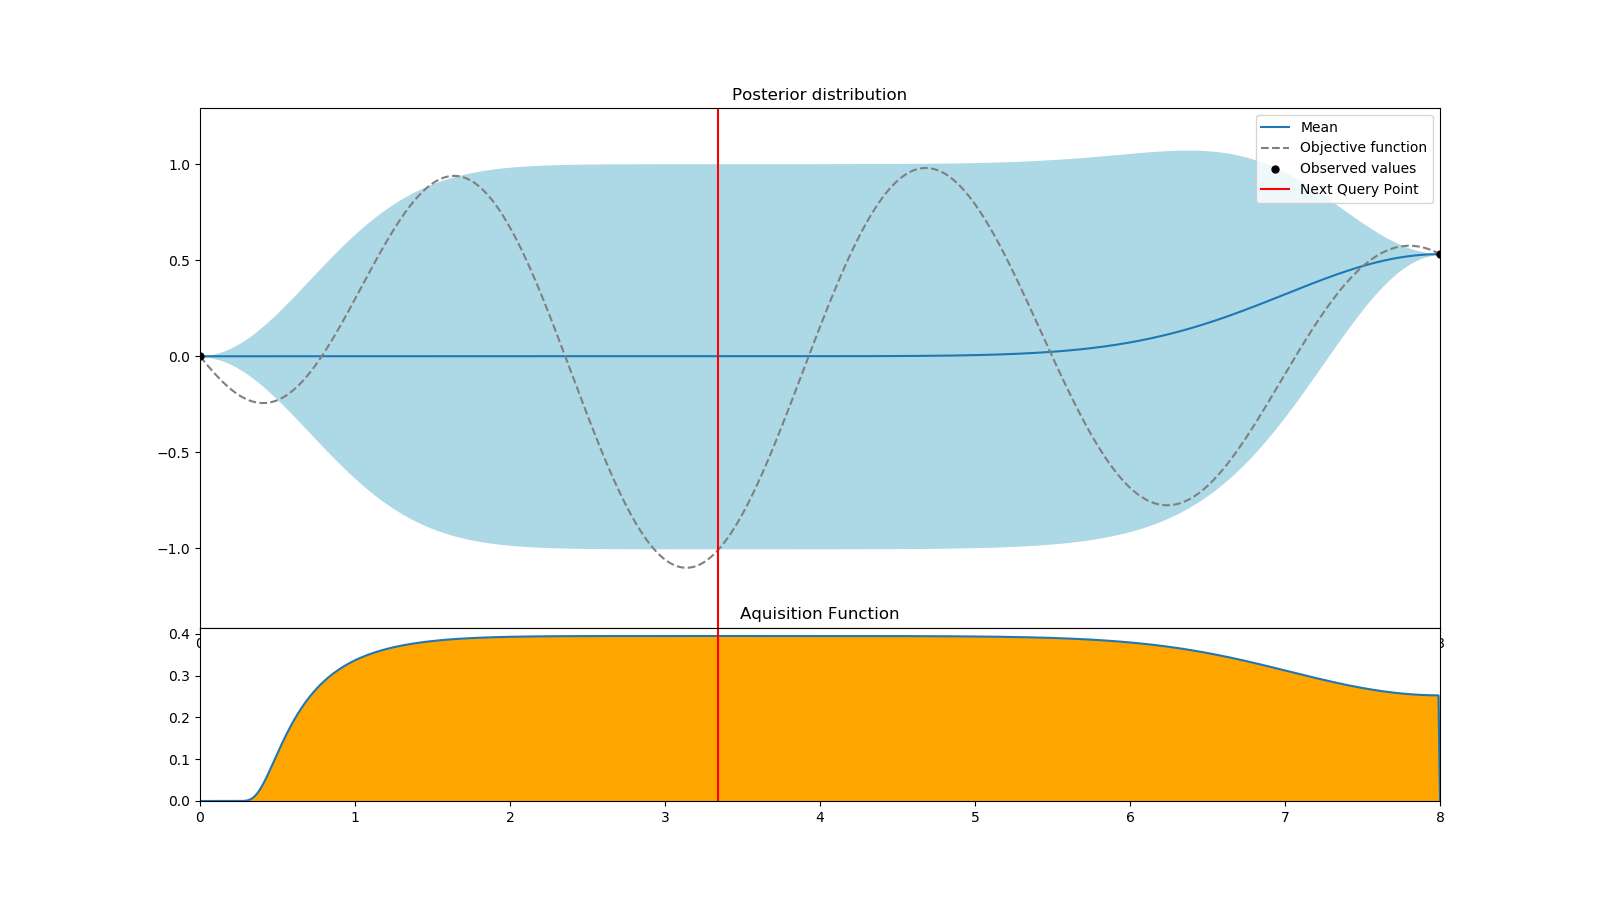 Posterior distribution
Mean
Objective function
Observed values
Next Query Point
1.0
0.5
0.0
−0.5
−1.0
Aquisition Function
0.4
0.3
0.2
0.1
0.0
0 1 2 3 4 5 6 7 8